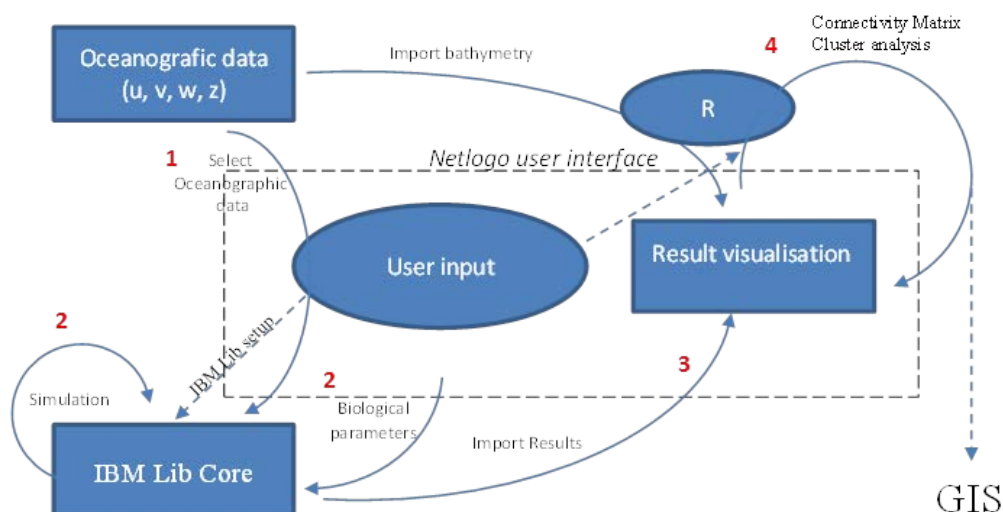 Connectivity Matrix
Cluster analysis
4
Oceanografic data
(u, v, w, z)
Import bathymetry
R
1
Select
Oceanographic
data
Netlogo user interface
User input
Result visualisation
2
Simulation
IBM Lib setup
2
Biological
parameters
3
Import Results
IBM Lib Core
GIS